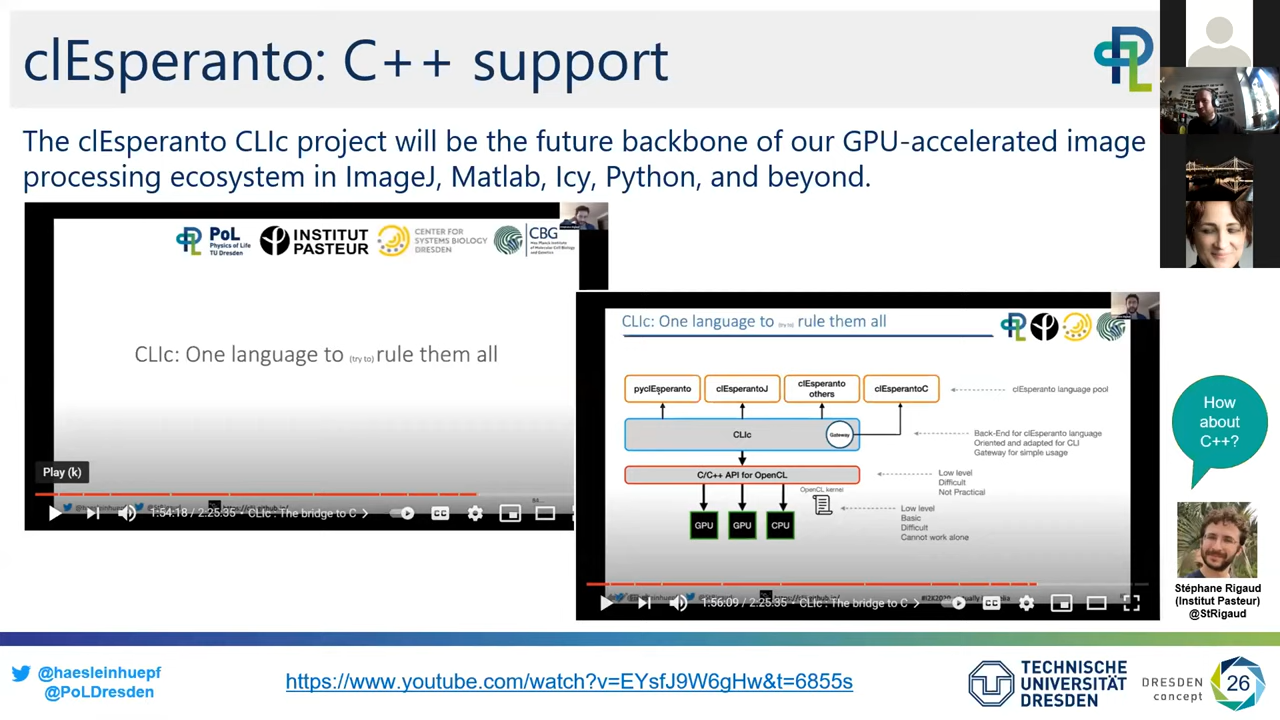 clEsperanto: C++ support
The clEsperanto CLIc project will be the future backbone of our GPU-accelerated image
processing ecosystem in ImageJ, Matlab, Icy, Python, and beyond.
PoL
Physics of Life
TU Dresden
INSTITUT
PASTEUR
CENTER FOR
SYSTEMS BIOLOGY
DRESDEN
CBG
CLIc: One language to (try to) rule them all
Play (k)
1:54:18 / 2:25:35 • CLIc : The bridge to C
CLIc: One language to (try to) rule them all
pyclEsperanto
clEsperantoJ
clEsperanto
others
clEsperantoC
clEsperanto language pool
CLIc
Gateway
Back-End for clEsperanto language
Oriented and adapted for CLI
Gateway for simple usage
C/C++ API for OpenCL
Low level
Difficult
Not Practical
OpenCL kernel
GPU
GPU
CPU
Low level
Basic
Difficult
Cannot work alone
1:56:09 / 2:25:35 • CLIc : The bridge to C
How
about
C++?
Stéphane Rigaud
(Institut Pasteur)
@StRigaud
@haesleinhuepf
@PoLDresden
https://www.youtube.com/watch?v=EYsfJ9W6gHw&t=6855s
TECHNISCHE
UNIVERSITÄT
DRESDEN
DRESDEN
concept
26